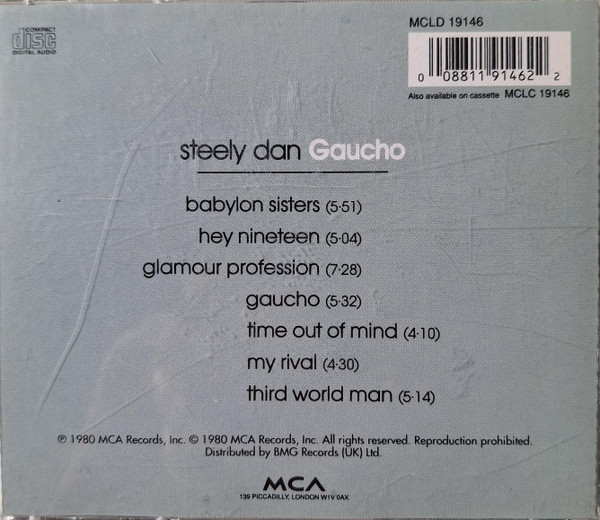 COMPACT
disc
DIGITAL AUDIO
MCLD 19146
0 08811 91462 2
Also available on cassette MCLC 19146
steely dan Gaucho
babylon sisters (5·51)
hey nineteen (5·04)
glamour profession (7·28)
gaucho (5·32)
time out of mind (4·10)
my rival (4·30)
third world man (5·14)
℗ 1980 MCA Records, Inc. © 1980 MCA Records, Inc. All rights reserved. Reproduction prohibited.
Distributed by BMG Records (UK) Ltd.
MCA
139 PICCADILLY, LONDON W1V 0AX